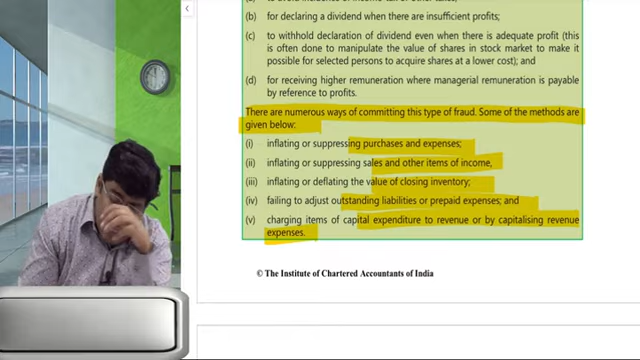 (b) for declaring a dividend when there are insufficient profits;
(c) to withhold declaration of dividend even when there is adequate profit (this
is often done to manipulate the value of shares in stock market to make it
possible for selected persons to acquire shares at a lower cost); and
(d) for receiving higher remuneration where managerial remuneration is payable
by reference to profits.
There are numerous ways of committing this type of fraud. Some of the methods are
given below:
(i) inflating or suppressing purchases and expenses;
(ii) inflating or suppressing sales and other items of income,
(iii) inflating or deflating the value of closing inventory;
(iv) failing to adjust outstanding liabilities or prepaid expenses; and
(v) charging items of capital expenditure to revenue or by capitalising revenue
expenses.
© The Institute of Chartered Accountants of India